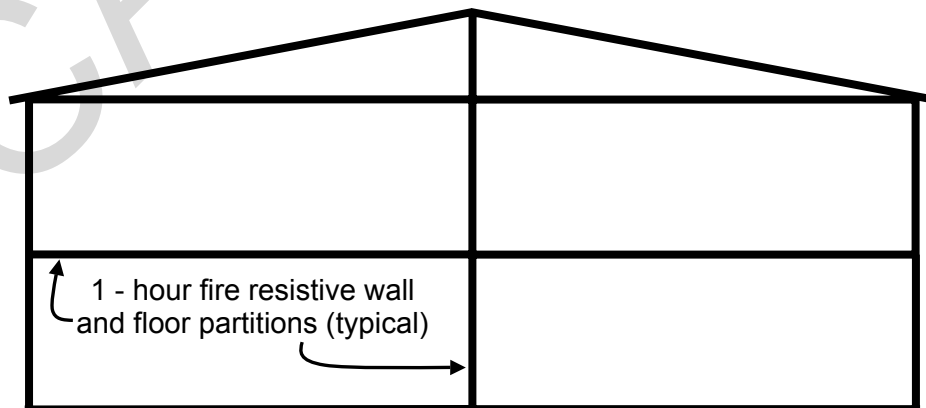 1 - hour fire resistive wall
and floor partitions (typical)